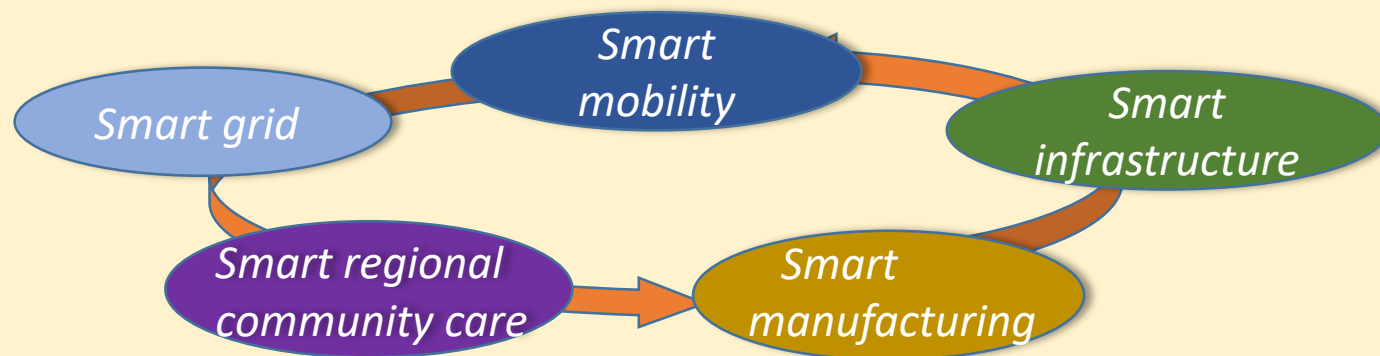 Smart
mobility
Smart grid
Smart
infrastructure
Smart regional
community care
Smart
manufacturing